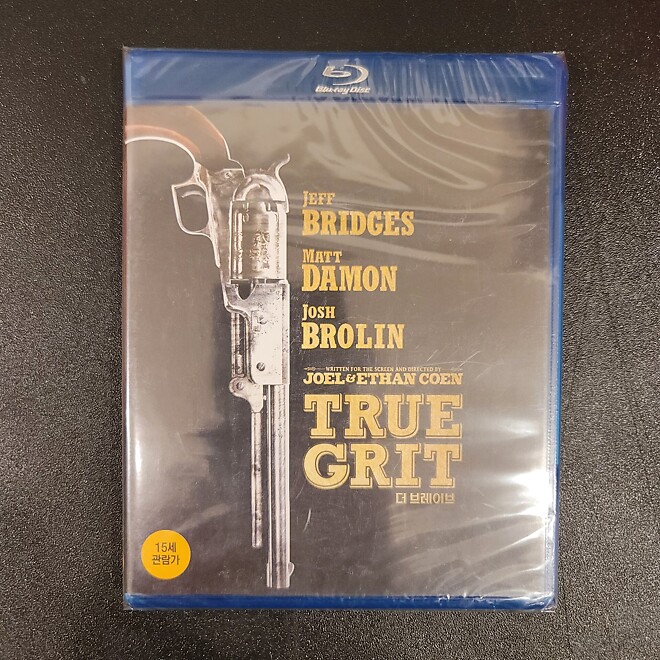 Blu-ray Disc
JEFF
BRIDGES
MATT
DAMON
JOSH
BROLIN
WRITTEN FOR THE SCREEN AND DIRECTED BY
JOEL & ETHAN COEN
TRUE
GRIT
더 브레이브
15세
관람가